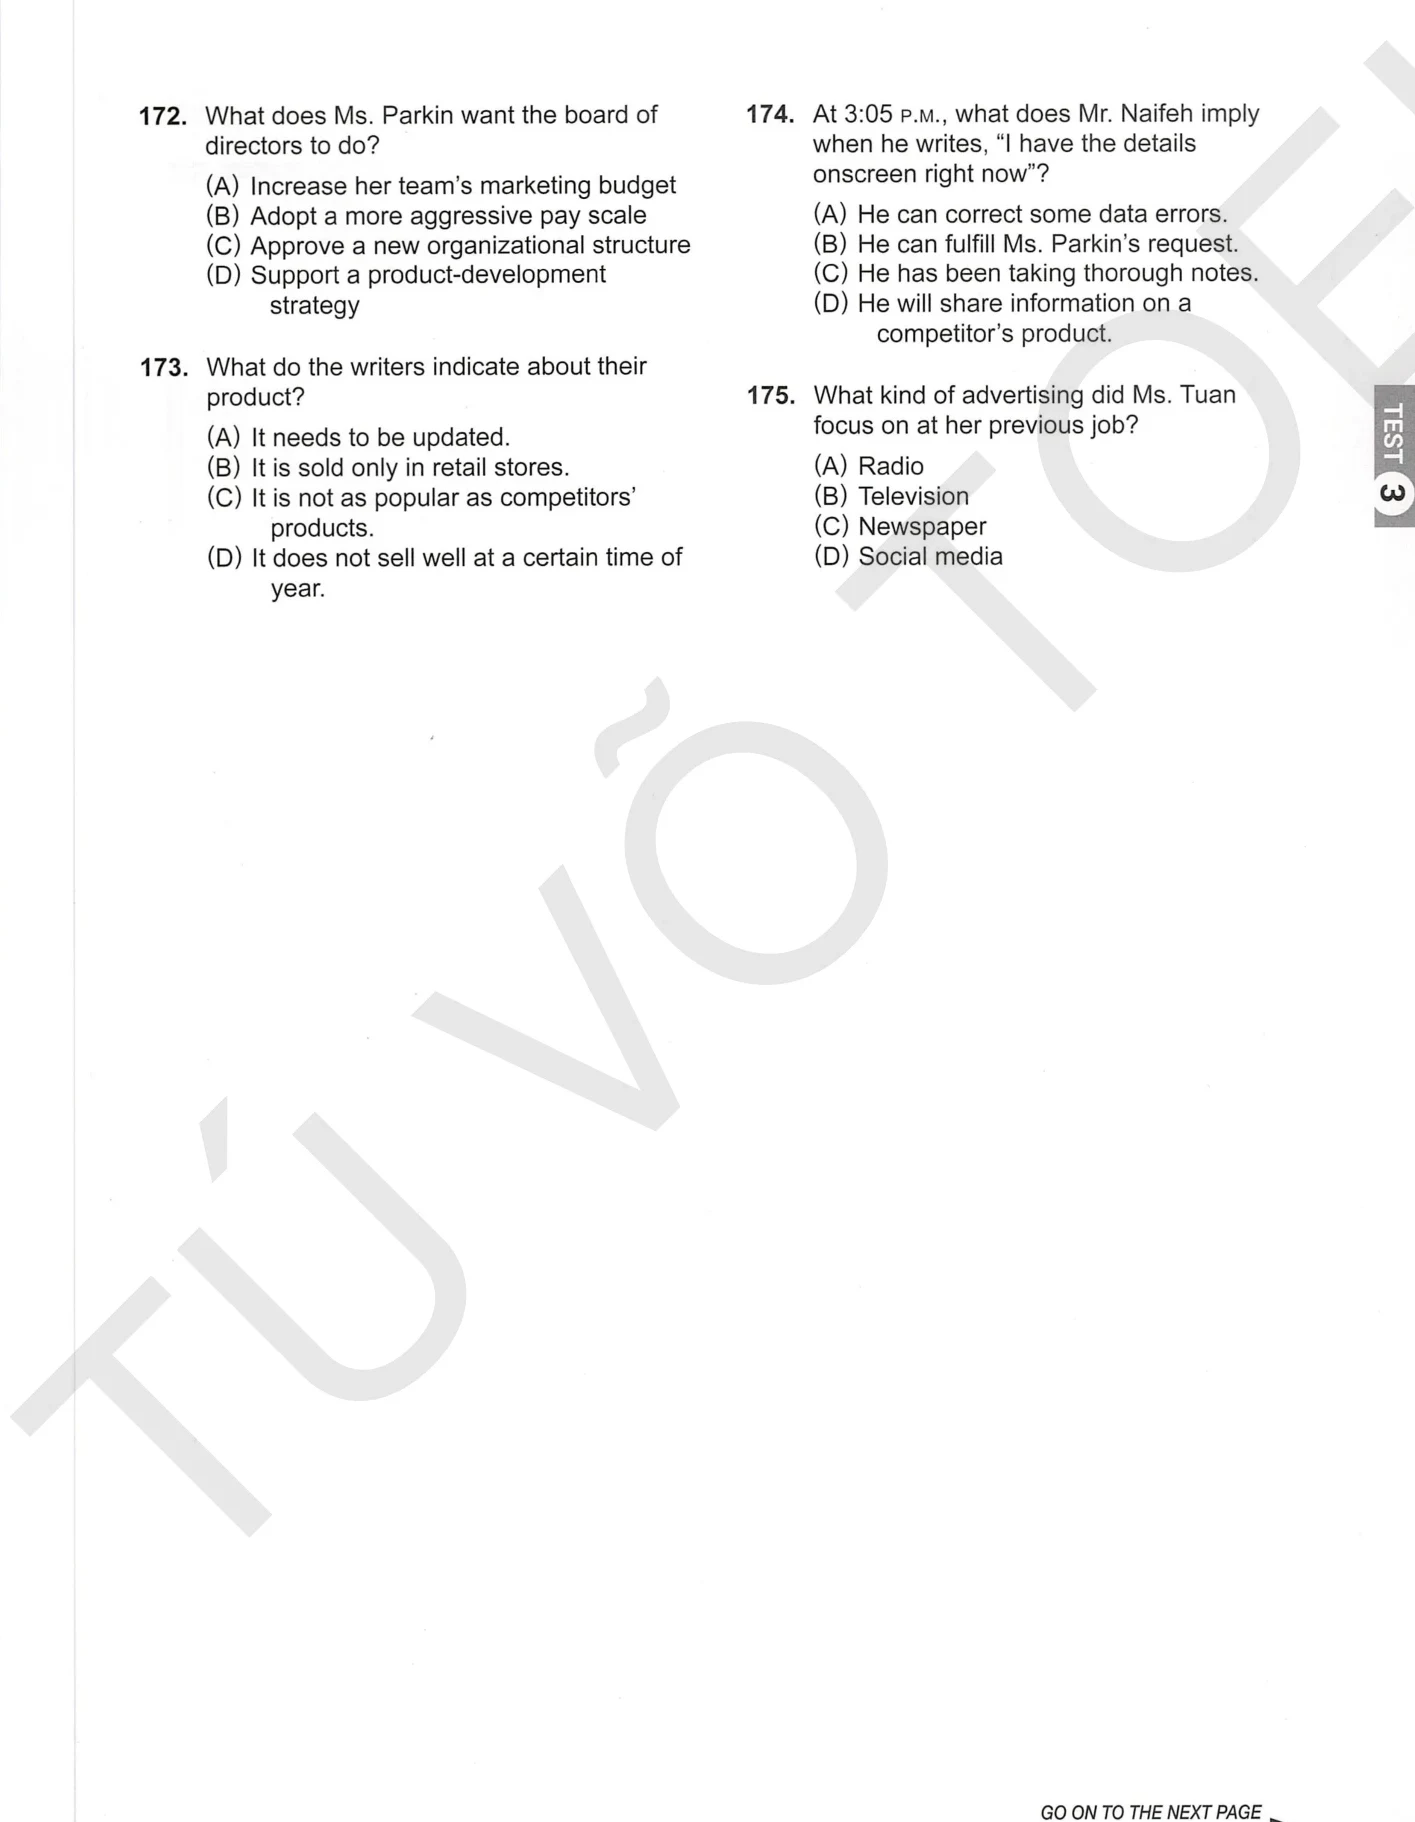 172. What does Ms. Parkin want the board of
directors to do?
(A) Increase her team's marketing budget
(B) Adopt a more aggressive pay scale
(C) Approve a new organizational structure
(D) Support a product-development
strategy
173. What do the writers indicate about their
product?
(A) It needs to be updated.
(B) It is sold only in retail stores.
(C) It is not as popular as competitors'
products.
(D) It does not sell well at a certain time of
year.
174. At 3:05 P.M., what does Mr. Naifeh imply
when he writes, “I have the details
onscreen right now”?
(A) He can correct some data errors.
(B) He can fulfill Ms. Parkin's request.
(C) He has been taking thorough notes.
(D) He will share information on a
competitor's product.
175. What kind of advertising did Ms. Tuan
focus on at her previous job?
(A) Radio
(B) Television
(C) Newspaper
(D) Social media
TEST 3
TÚ VÕ TOEI
GO ON TO THE NEXT PAGE